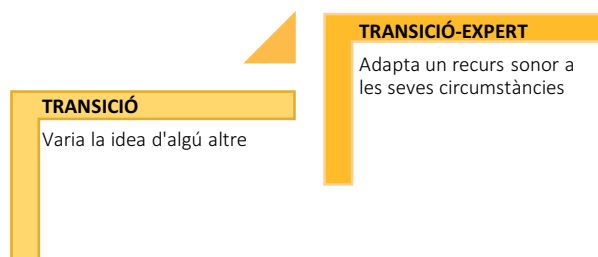 TRANSICIÓ-EXPERT
Adapta un recurs sonor a
les seves circumstàncies
TRANSICIÓ
Varia la idea d'algú altre